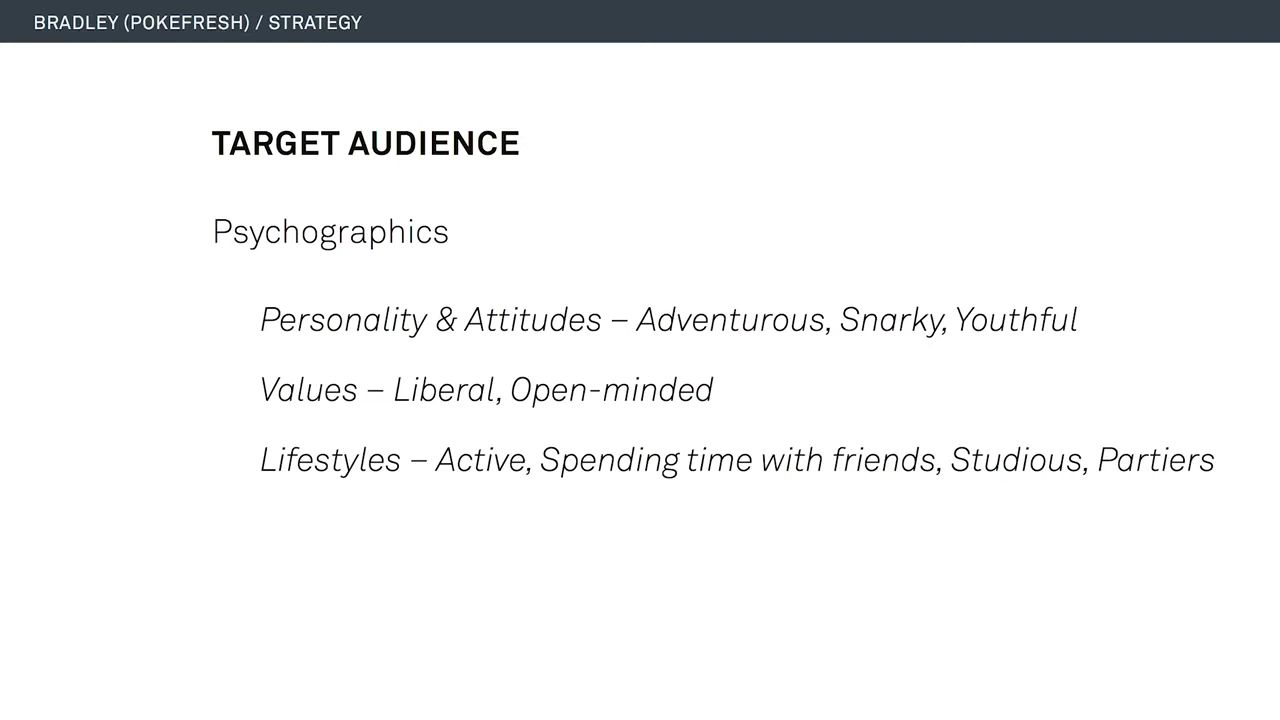 BRADLEY (POKEFRESH) / STRATEGY
TARGET AUDIENCE
Psychographics
Personality & Attitudes – Adventurous, Snarky, Youthful
Values – Liberal, Open-minded
Lifestyles – Active, Spending time with friends, Studious, Partiers